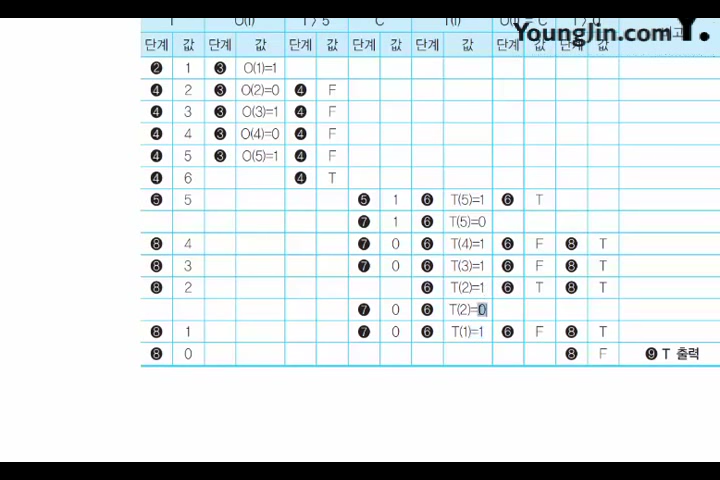 YoungJin.com Y.
I O(I) I > 5 C T(I) I > 0 비고
단계 값 단계 값 단계 값 단계 값 단계 값 단계 값 단계 값
❷ 1 ❸ O(1)=1
❹ 2 ❸ O(2)=0 ❹ F
❹ 3 ❸ O(3)=1 ❹ F
❹ 4 ❸ O(4)=0 ❹ F
❹ 5 ❸ O(5)=1 ❹ F
❹ 6 ❹ T
❺ 5 ❺ 1 ❻ T(5)=1 ❻ T
❼ 1 ❻ T(5)=0
❽ 4 ❼ 0 ❻ T(4)=1 ❻ F ❽ T
❽ 3 ❼ 0 ❻ T(3)=1 ❻ F ❽ T
❽ 2 ❻ T(2)=1 ❻ T ❽ T
❼ 0 ❻ T(2)=0
❽ 1 ❼ 0 ❻ T(1)=1 ❻ F ❽ T
❽ 0 ❽ F ❾ T 출력